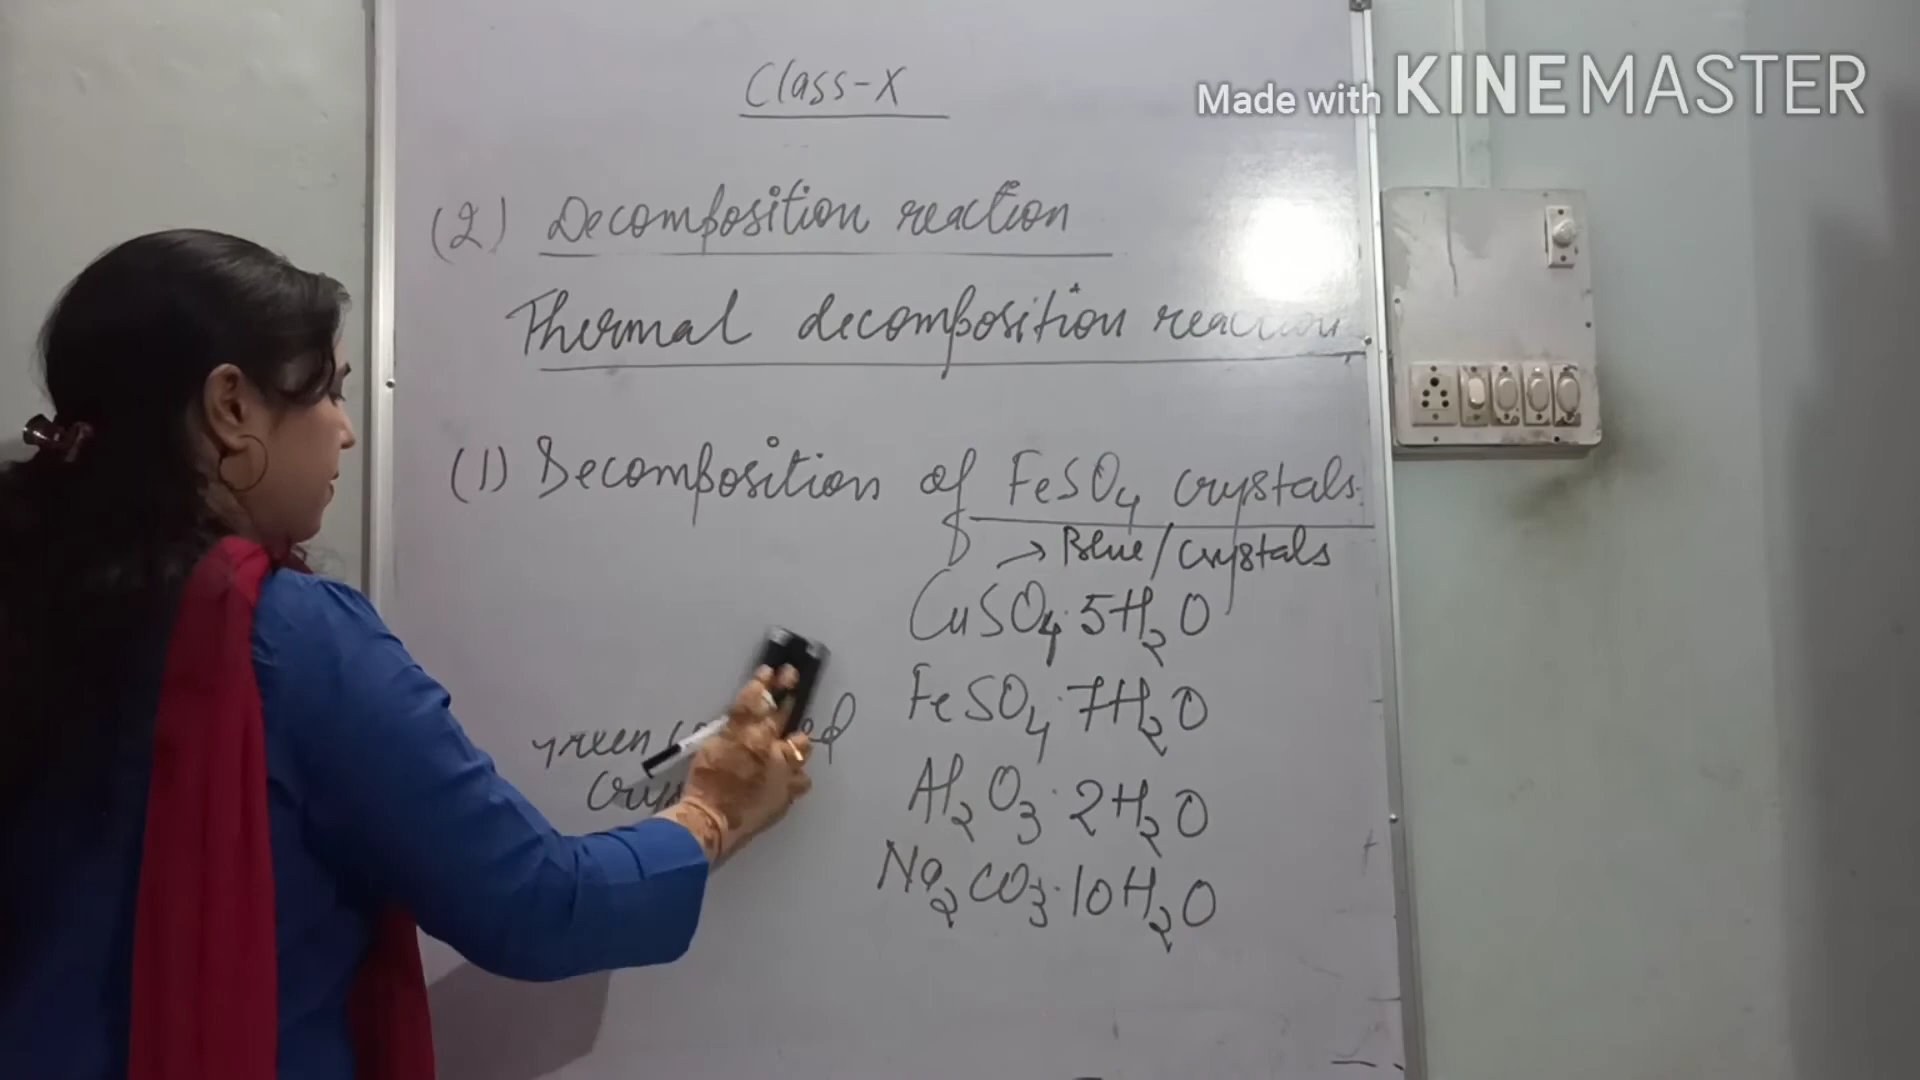 Made with KINEMASTER
Class-X
(2) Decomposition reaction
Thermal decomposition reaction
(1) Decomposition of FeSO₄ crystals.
→ Blue/crystals
CuSO₄·5H₂O
FeSO₄·7H₂O
Al₂O₃·2H₂O
Na₂CO₃·10H₂O